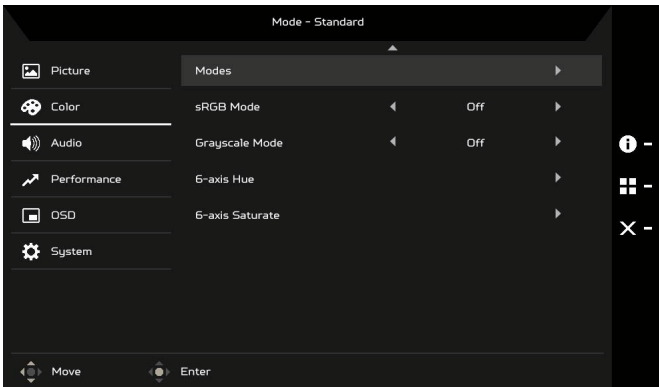 Mode - Standard
Picture
Modes
Color
sRGB Mode Off
Audio
Grayscale Mode Off
Performance
6-axis Hue
OSD
6-axis Saturate
System
Move Enter